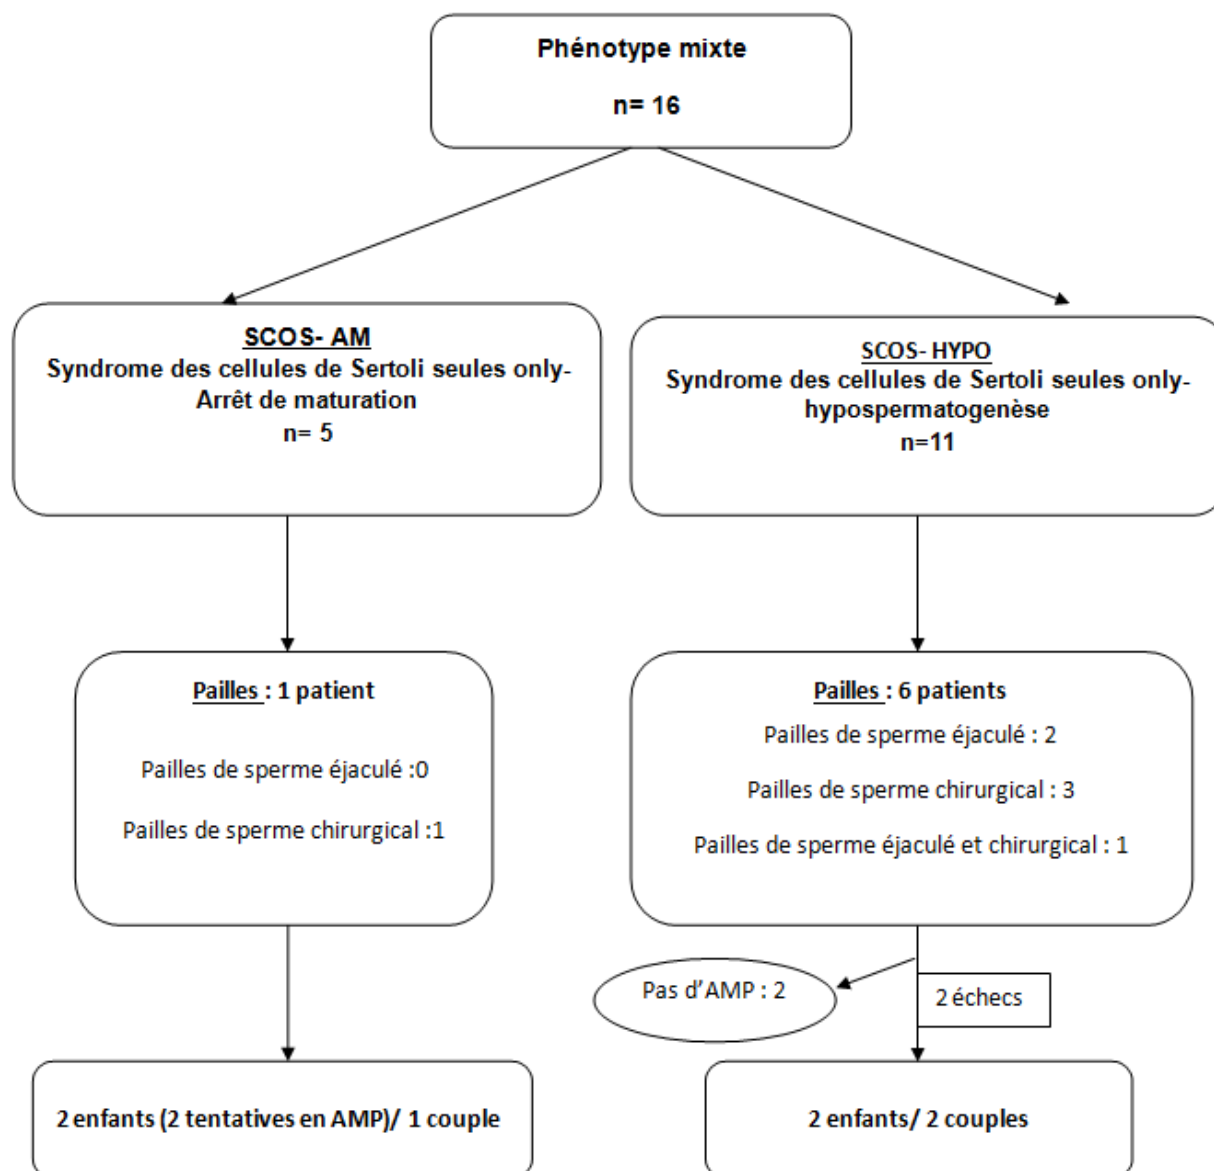 Phénotype mixte
n= 16
SCOS- AM
Syndrome des cellules de Sertoli seules only-
Arrêt de maturation
n= 5
SCOS- HYPO
Syndrome des cellules de Sertoli seules only-
hypospermatogenèse
n=11
Pailles : 1 patient
Pailles de sperme éjaculé :0
Pailles de sperme chirurgical :1
Pailles : 6 patients
Pailles de sperme éjaculé : 2
Pailles de sperme chirurgical : 3
Pailles de sperme éjaculé et chirurgical : 1
Pas d’AMP : 2
2 échecs
2 enfants (2 tentatives en AMP)/ 1 couple
2 enfants/ 2 couples